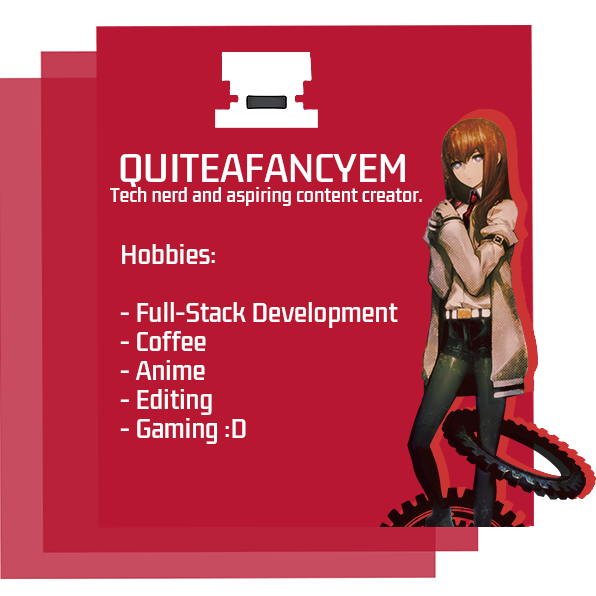 QUITEAFANCYEM
Tech nerd and aspiring content creator.
Hobbies:
- Full-Stack Development
- Coffee
- Anime
- Editing
- Gaming :D